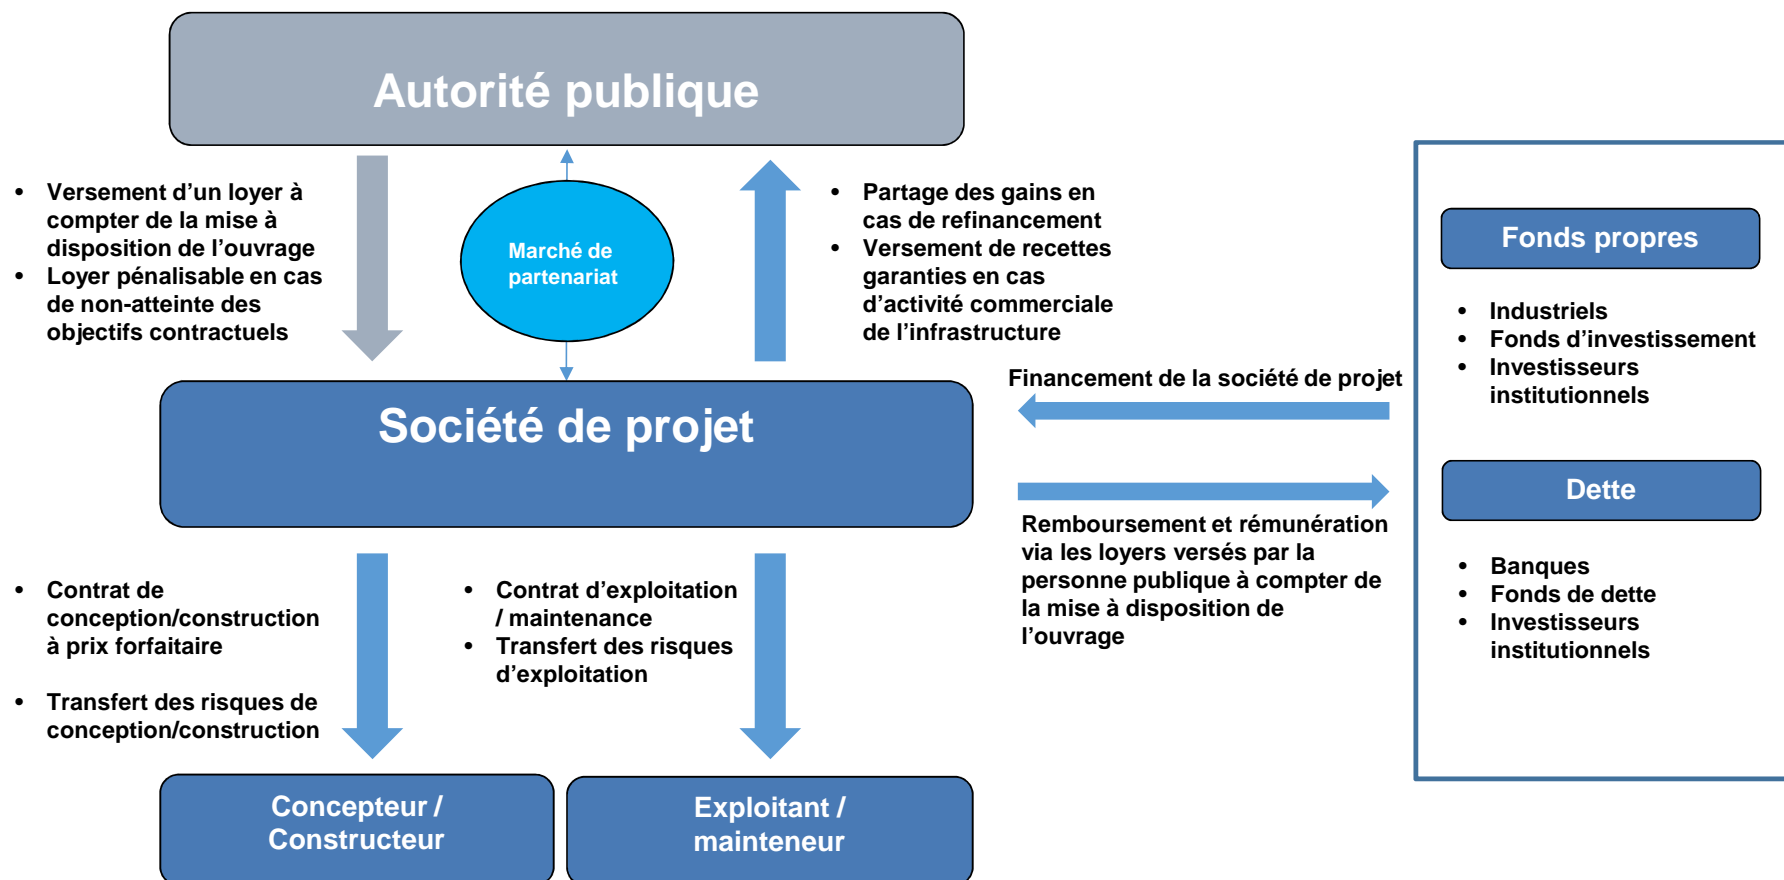 Autorité publique
• Versement d’un loyer à
compter de la mise à
disposition de l’ouvrage
• Loyer pénalisable en cas
de non-atteinte des
objectifs contractuels
Marché de
partenariat
• Partage des gains en
cas de refinancement
• Versement de recettes
garanties en cas
d’activité commerciale
de l’infrastructure
Société de projet
Financement de la société de projet
Remboursement et rémunération
via les loyers versés par la
personne publique à compter de
la mise à disposition de
l’ouvrage
Fonds propres
• Industriels
• Fonds d’investissement
• Investisseurs
institutionnels
Dette
• Banques
• Fonds de dette
• Investisseurs
institutionnels
• Contrat de
conception/construction
à prix forfaitaire
• Transfert des risques de
conception/construction
• Contrat d’exploitation
/ maintenance
• Transfert des risques
d’exploitation
Concepteur /
Constructeur
Exploitant /
mainteneur